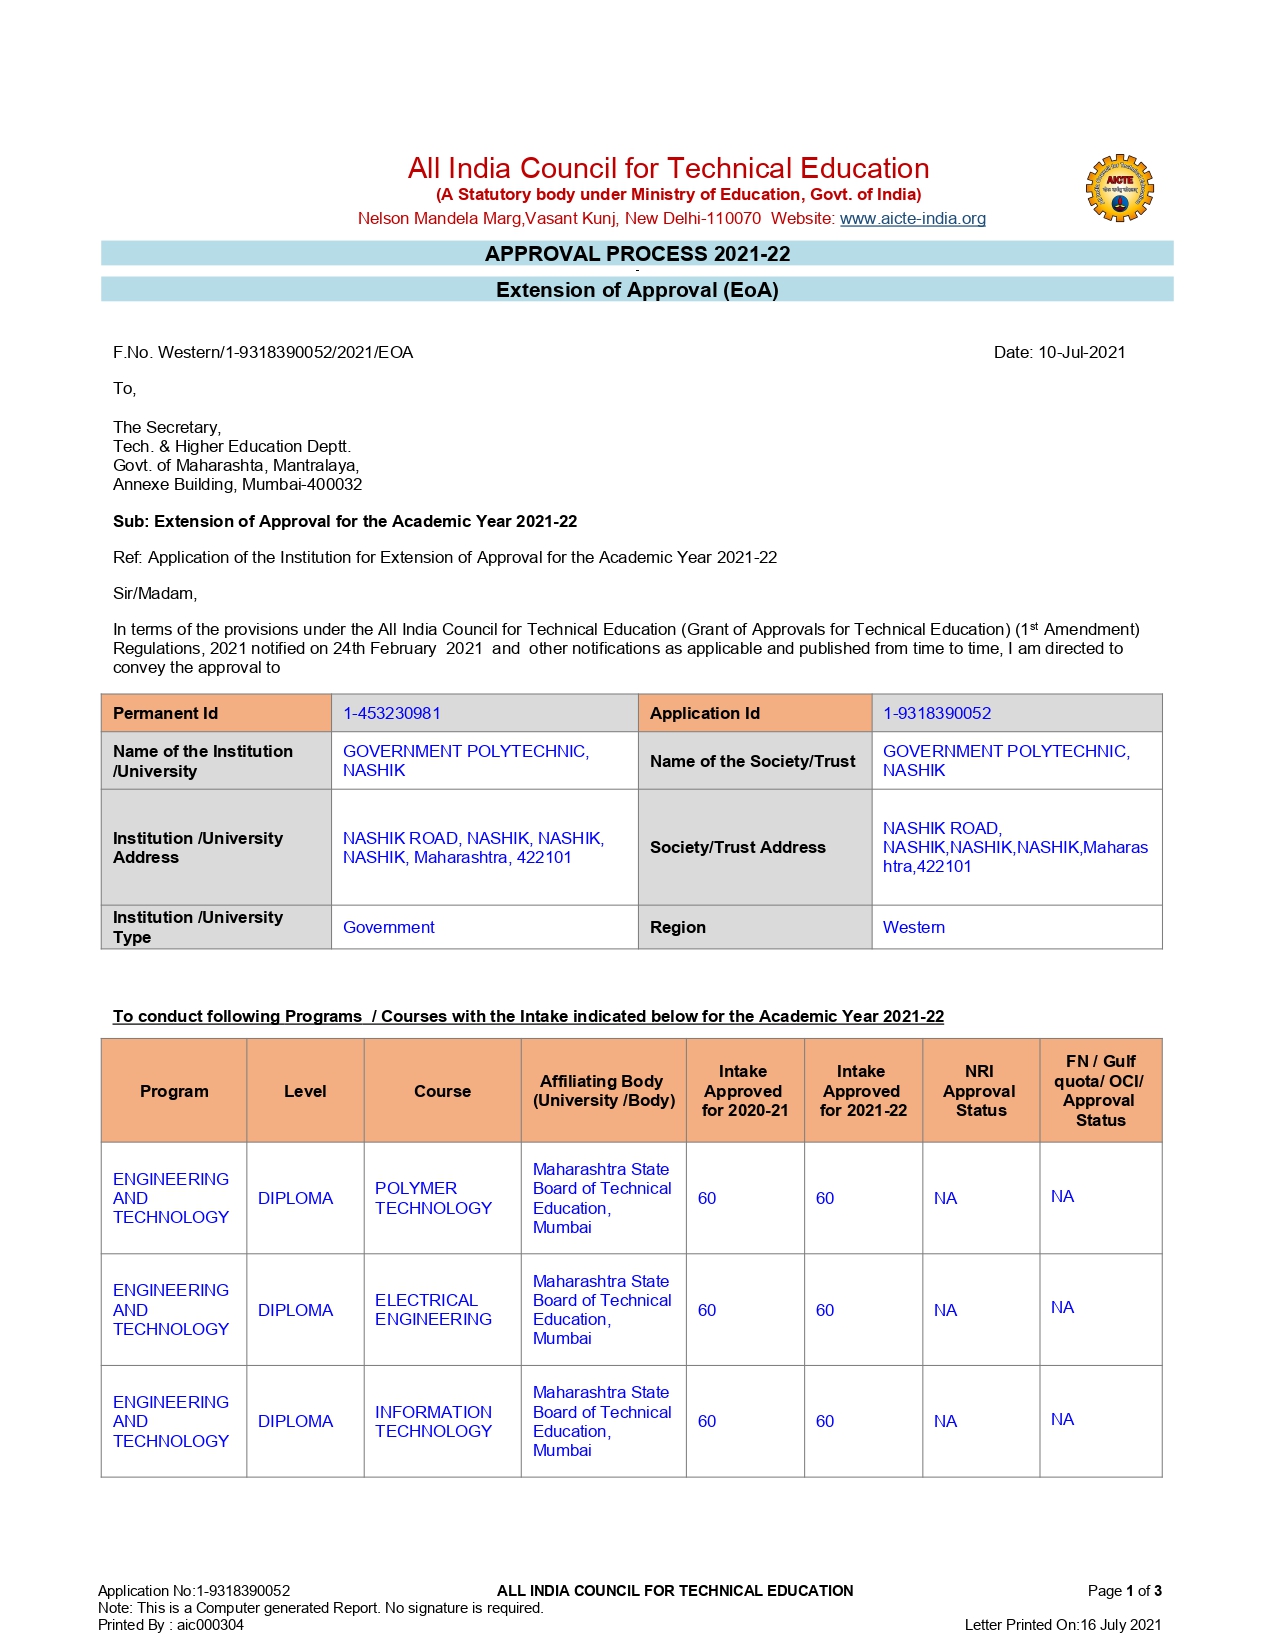 All India Council for Technical Education
(A Statutory body under Ministry of Education, Govt. of India)
Nelson Mandela Marg,Vasant Kunj, New Delhi-110070 Website: www.aicte-india.org
AICTE
APPROVAL PROCESS 2021-22
-
Extension of Approval (EoA)
F.No. Western/1-9318390052/2021/EOA Date: 10-Jul-2021
To,
The Secretary,
Tech. & Higher Education Deptt.
Govt. of Maharashta, Mantralaya,
Annexe Building, Mumbai-400032
Sub: Extension of Approval for the Academic Year 2021-22
Ref: Application of the Institution for Extension of Approval for the Academic Year 2021-22
Sir/Madam,
In terms of the provisions under the All India Council for Technical Education (Grant of Approvals for Technical Education) (1st Amendment)
Regulations, 2021 notified on 24th February 2021 and other notifications as applicable and published from time to time, I am directed to
convey the approval to
Permanent Id 1-453230981 Application Id 1-9318390052
Name of the Institution
/University
GOVERNMENT POLYTECHNIC,
NASHIK
Name of the Society/Trust
GOVERNMENT POLYTECHNIC,
NASHIK
Institution /University
Address
NASHIK ROAD, NASHIK, NASHIK,
NASHIK, Maharashtra, 422101
Society/Trust Address
NASHIK ROAD,
NASHIK,NASHIK,NASHIK,Maharas
htra,422101
Institution /University
Type
Government
Region
Western
To conduct following Programs / Courses with the Intake indicated below for the Academic Year 2021-22
Program
Level
Course
Affiliating Body
(University /Body)
Intake
Approved
for 2020-21
Intake
Approved
for 2021-22
NRI
Approval
Status
FN / Gulf
quota/ OCI/
Approval
Status
ENGINEERING
AND
TECHNOLOGY
DIPLOMA
POLYMER
TECHNOLOGY
Maharashtra State
Board of Technical
Education,
Mumbai
60
60
NA
NA
ENGINEERING
AND
TECHNOLOGY
DIPLOMA
ELECTRICAL
ENGINEERING
Maharashtra State
Board of Technical
Education,
Mumbai
60
60
NA
NA
ENGINEERING
AND
TECHNOLOGY
DIPLOMA
INFORMATION
TECHNOLOGY
Maharashtra State
Board of Technical
Education,
Mumbai
60
60
NA
NA
Application No:1-9318390052 ALL INDIA COUNCIL FOR TECHNICAL EDUCATION Page 1 of 3
Note: This is a Computer generated Report. No signature is required.
Printed By : aic000304 Letter Printed On:16 July 2021